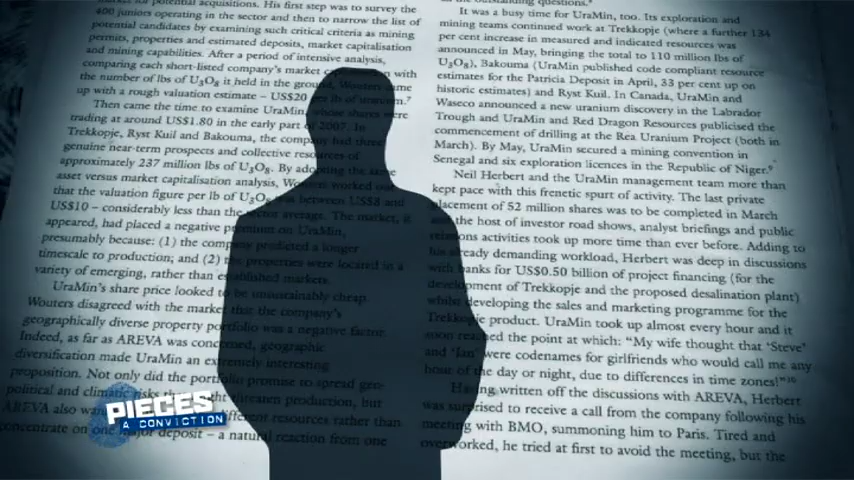 400 juniors operating in the sector and then to narrow the list of
potential candidates by examining such critical criteria as mining
permits, properties and estimated deposits, market capitalisation
and mining capabilities. After a period of intensive analysis,
comparing each short-listed company's market with
the number of lbs of U3O8 it held in the ground, Wouters came
up with a rough valuation estimate – US$20 lb of uranium.7
Then came the time to examine UraMin, whose shares were
trading at around US$1.80 in the early part of 2007. In
Trekkopje, Ryst Kuil and Bakouma, the company had three
genuine near-term prospects and collective resources of
approximately 237 million lbs of U3O8. By adopting the same
asset versus market capitalisation analysis, Wouters worked out
that the valuation figure per lb of U3O8 was between US$8 and
US$10 – considerably less than the sector average. The market, it
appeared, had placed a negative premium on UraMin,
presumably because: (1) the company predicted a longer
timescale to production; and (2) the properties were located in a
variety of emerging, rather than established markets.
UraMin's share price looked to be unsustainably cheap.
Wouters disagreed with the market that the company's
geographically diverse property portfolio was a negative factor.
Indeed, as far as AREVA was concerned, geographic
diversification made UraMin an extremely interesting
proposition. Not only did the portfolio promise to spread geo-
political and climatic risks production, but
AREVA also different resources rather than
concentrate on one major deposit – a natural reaction from one
outstanding questions.
It was a busy time for UraMin, too. Its exploration and
mining teams continued work at Trekkopje (where a further 134
per cent increase in measured and indicated resources was
announced in May, bringing the total to 110 million lbs of
U3O8), Bakouma (UraMin published code compliant resource
estimates for the Patricia Deposit in April, 33 per cent up on
historic estimates) and Ryst Kuil. In Canada, UraMin and
Waseco announced a new uranium discovery in the Labrador
Trough and UraMin and Red Dragon Resources publicised the
commencement of drilling at the Rea Uranium Project (both in
March). By May, UraMin secured a mining convention in
Senegal and six exploration licences in the Republic of Niger.9
Neil Herbert and the UraMin management team more than
kept pace with this frenetic spurt of activity. The last private
placement of 52 million shares was to be completed in March
and the host of investor road shows, analyst briefings and public
relations activities took up more time than ever before. Adding to
his already demanding workload, Herbert was deep in discussions
with banks for US$0.50 billion of project financing (for the
development of Trekkopje and the proposed desalination plant)
whilst developing the sales and marketing programme for the
Trekkopje product. UraMin took up almost every hour and it
soon reached the point at which: "My wife thought that 'Steve'
and 'Ian' were codenames for girlfriends who would call me any
hour of the day or night, due to differences in time zones!"10
Having written off the discussions with AREVA, Herbert
was surprised to receive a call from the company following his
meeting with BMO, summoning him to Paris. Tired and
overworked, he tried at first to avoid the meeting, but the
PIECES
A CONVICTION